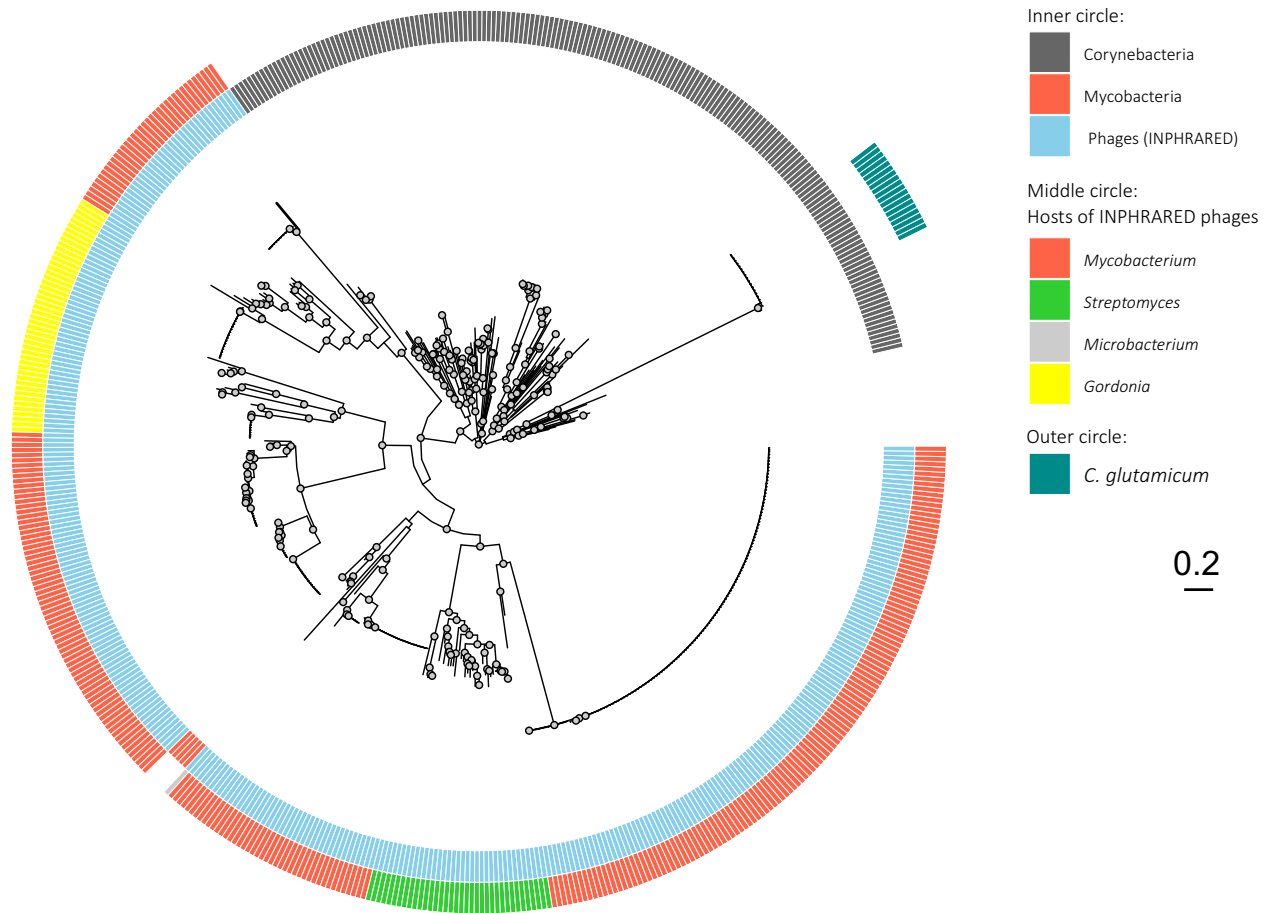 Inner circle:
Corynebacteria
Mycobacteria
Phages (INPHRARED)
Middle circle:
Hosts of INPHRARED phages
Mycobacterium
Streptomyces
Microbacterium
Gordonia
Outer circle:
C. glutamicum
0.2